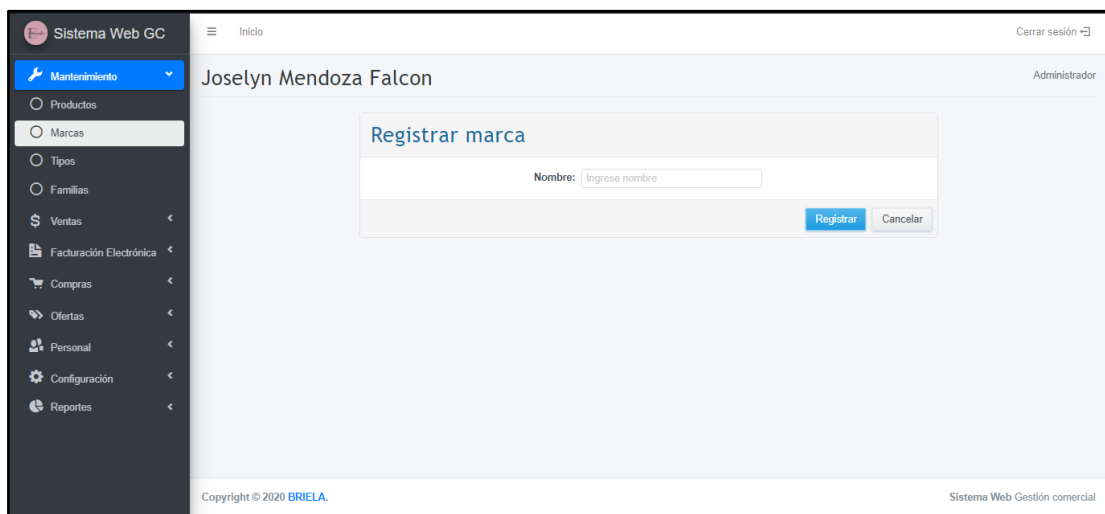 Sistema Web GC
Inicio
Cerrar sesión
Mantenimiento
Joselyn Mendoza Falcon
Administrador
Productos
Marcas
Tipos
Familias
Ventas
Facturación Electrónica
Compras
Ofertas
Personal
Configuración
Reportes
Registrar marca
Nombre: Ingrese nombre
Registrar Cancelar
Copyright © 2020 BRIELA.
Sistema Web Gestión comercial